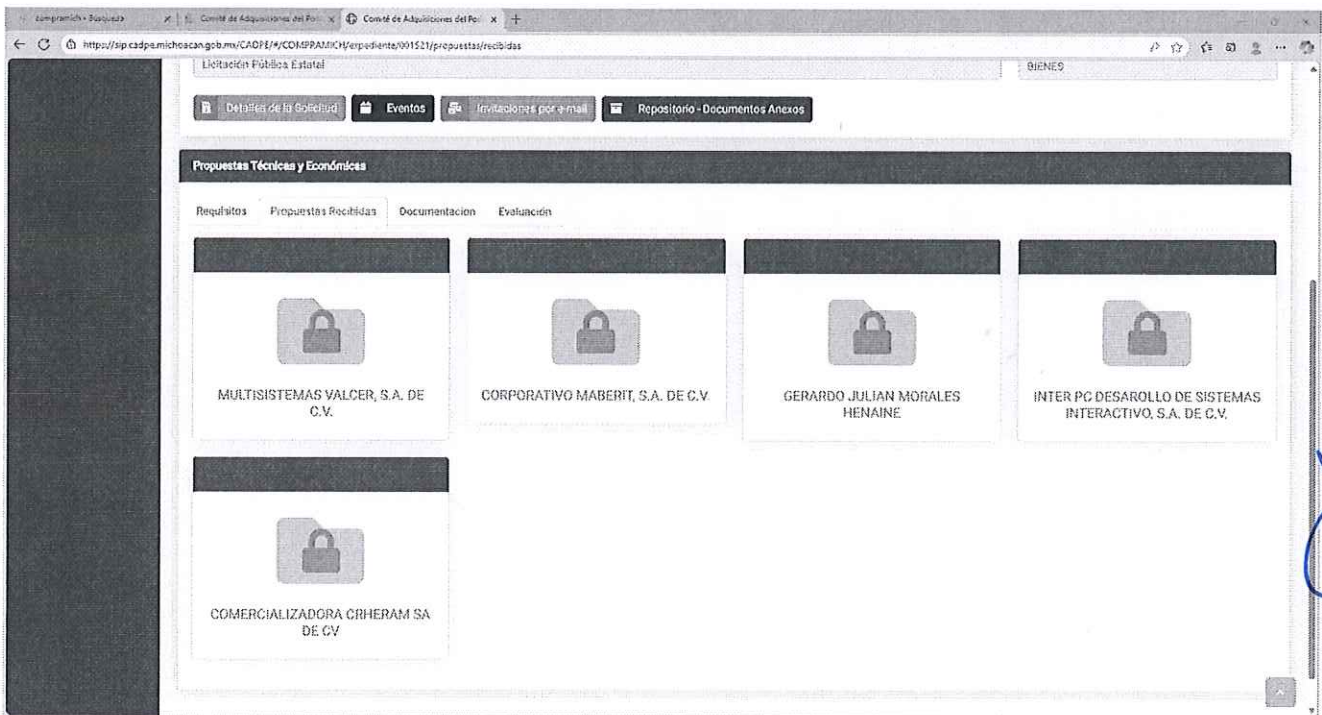 compramich - Búsqueda
Comité de Adquisiciones del Po
Comité de Adquisiciones del Po
https://sip.cadpe.michoacan.gob.mx/CADPE/#/COMPRAMICH/expediente/001521/propuestas/recibidas
Licitación Pública Estatal
BIENES
Detalles de la Solicitud
Eventos
Invitaciones por e-mail
Repositorio - Documentos Anexos
Propuestas Técnicas y Económicas
Requisitos
Propuestas Recibidas
Documentacion
Evaluación
MULTISISTEMAS VALCER, S.A. DE
C.V.
CORPORATIVO MABERIT, S.A. DE C.V.
GERARDO JULIAN MORALES
HENAINE
INTER PC DESAROLLO DE SISTEMAS
INTERACTIVO, S.A. DE C.V.
COMERCIALIZADORA CRHERAM SA
DE CV